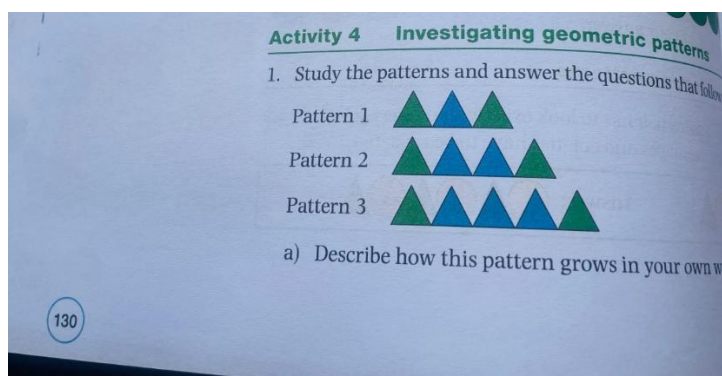 Activity 4 Investigating geometric patterns
1. Study the patterns and answer the questions that
Pattern 1
Pattern 2
Pattern 3
a) Describe how this pattern grows in your own
130